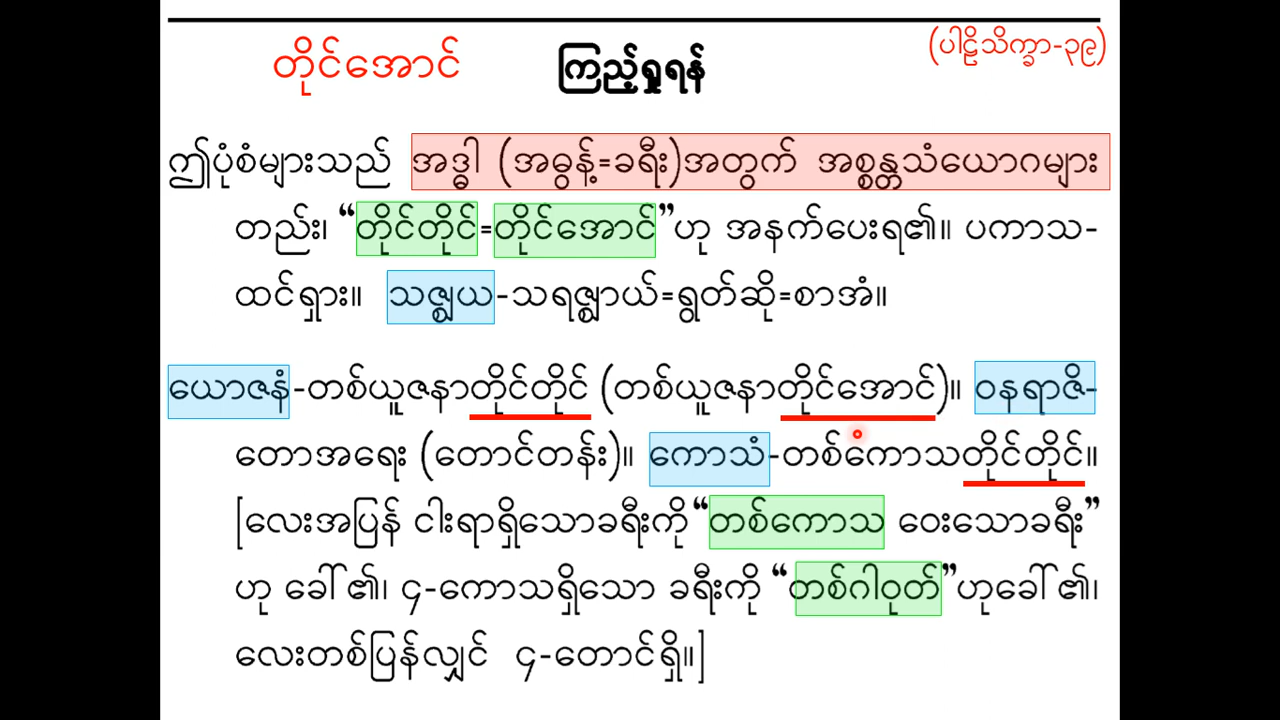 တိုင်အောင် ကြည့်ရှုရန် (ပါဠိသိက္ခာ-၃၉)
ဤပုံစံများသည် အဒ္ဓါ (အဓွန့်=ခရီး)အတွက် အစ္စန္တသံယောဂများ
တည်း၊ “တိုင်တိုင်=တိုင်အောင်”ဟု အနက်ပေးရ၏။ ပကာသ-
ထင်ရှား။ သဇ္ဈယ-သရဇ္ဈာယ်=ရွတ်ဆို=စာအံ။
ယောဇနံ-တစ်ယူဇနာတိုင်တိုင် (တစ်ယူဇနာတိုင်အောင်)။ ဝနရာဇိ-
တောအရေး (တောင်တန်း)။ ကောသံ-တစ်ကောသတိုင်တိုင်။
[လေးအပြန် ငါးရာရှိသောခရီးကို“တစ်ကောသ ဝေးသောခရီး”
ဟု ခေါ်၏၊ ၄-ကောသရှိသော ခရီးကို “တစ်ဂါဝုတ်”ဟုခေါ်၏၊
လေးတစ်ပြန်လျှင် ၄-တောင်ရှိ။]